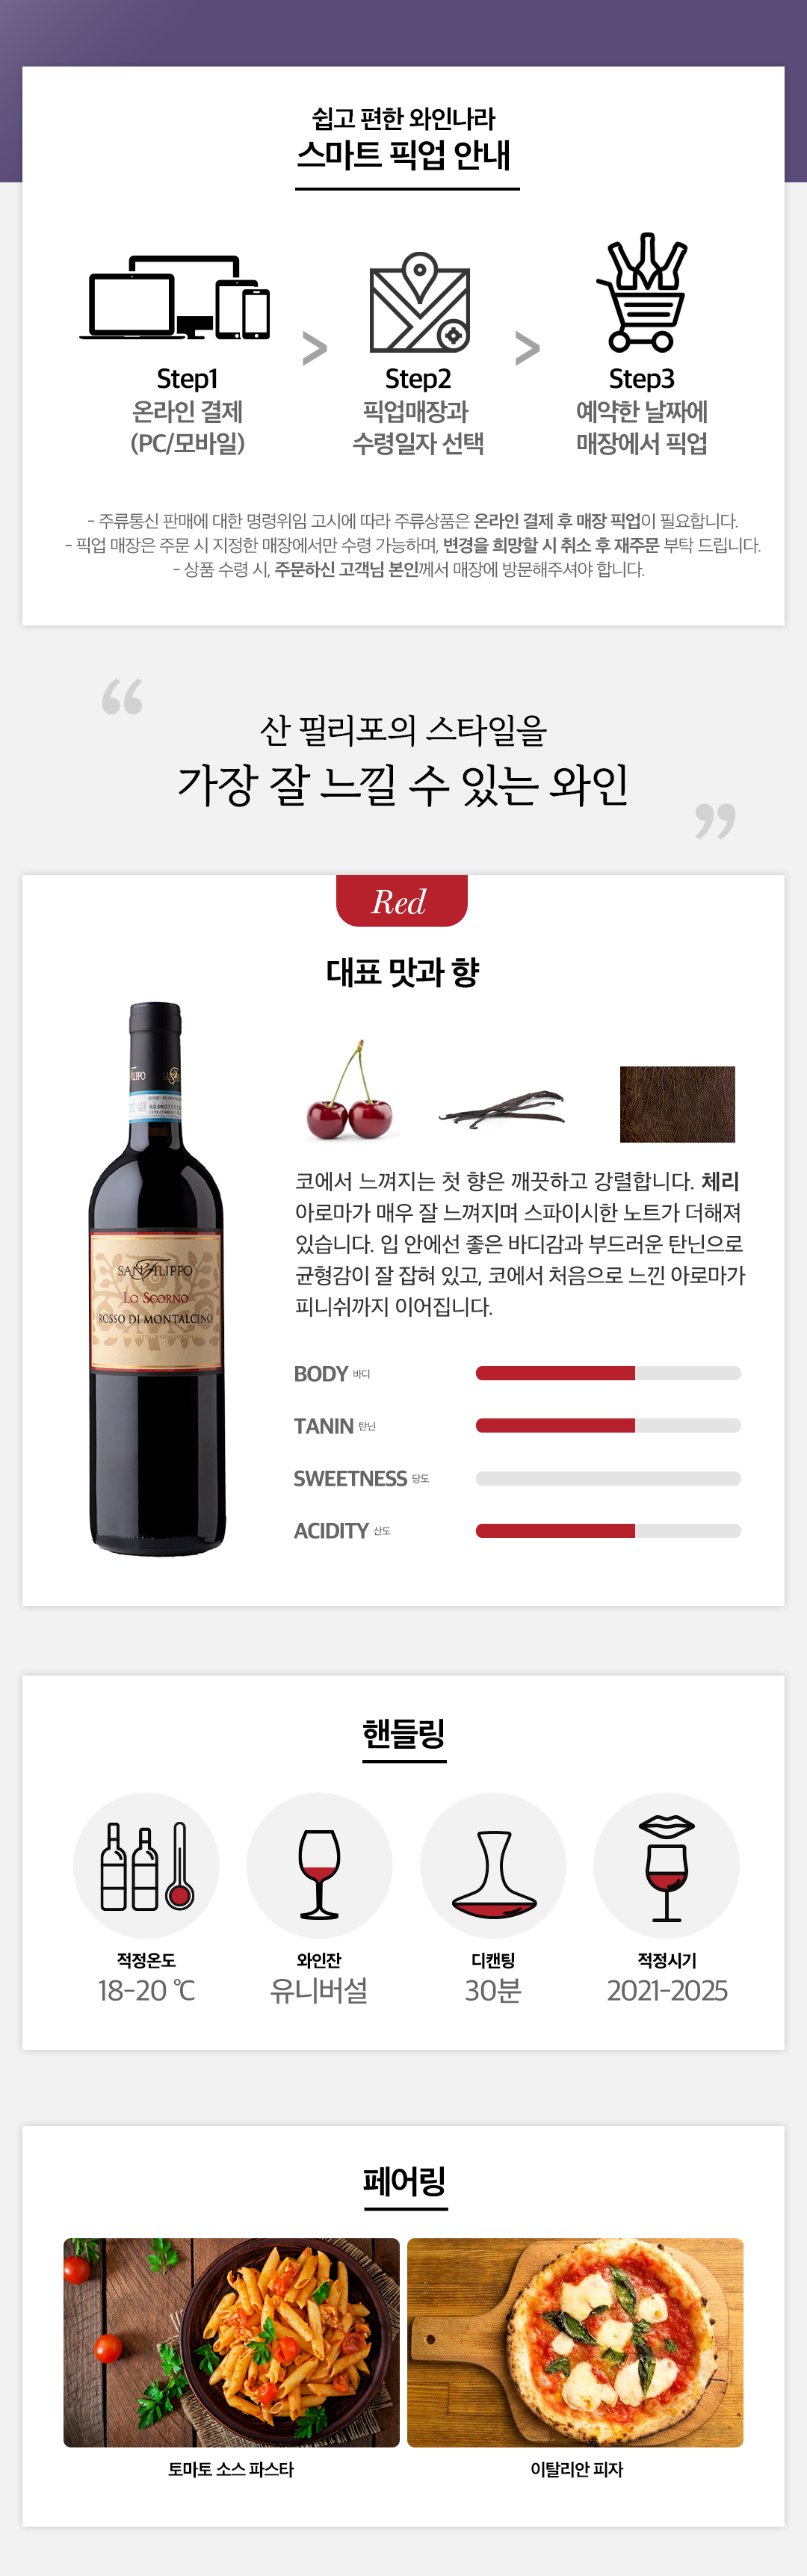 쉽고 편한 와인나라
스마트 픽업 안내
Step1
온라인 결제
(PC/모바일)
>
Step2
픽업매장과
수령일자 선택
>
Step3
예약한 날짜에
매장에서 픽업
- 주류통신 판매에 대한 명령위임 고시에 따라 주류상품은 온라인 결제 후 매장 픽업이 필요합니다.
- 픽업 매장은 주문 시 지정한 매장에서만 수령 가능하며, 변경을 희망할 시 취소 후 재주문 부탁 드립니다.
- 상품 수령 시, 주문하신 고객님 본인께서 매장에 방문해주셔야 합니다.
“
산 필리포의 스타일을
가장 잘 느낄 수 있는 와인
”
Red
대표 맛과 향
SAN FILIPPO
LO SCORNO
ROSSO DI MONTALCINO
코에서 느껴지는 첫 향은 깨끗하고 강렬합니다. 체리
아로마가 매우 잘 느껴지며 스파이시한 노트가 더해져
있습니다. 입 안에선 좋은 바디감과 부드러운 탄닌으로
균형감이 잘 잡혀 있고, 코에서 처음으로 느낀 아로마가
피니쉬까지 이어집니다.
BODY 바디
TANIN 탄닌
SWEETNESS 당도
ACIDITY 산도
핸들링
적정온도
18-20 ℃
와인잔
유니버설
디캔팅
30분
적정시기
2021-2025
페어링
토마토 소스 파스타
이탈리안 피자